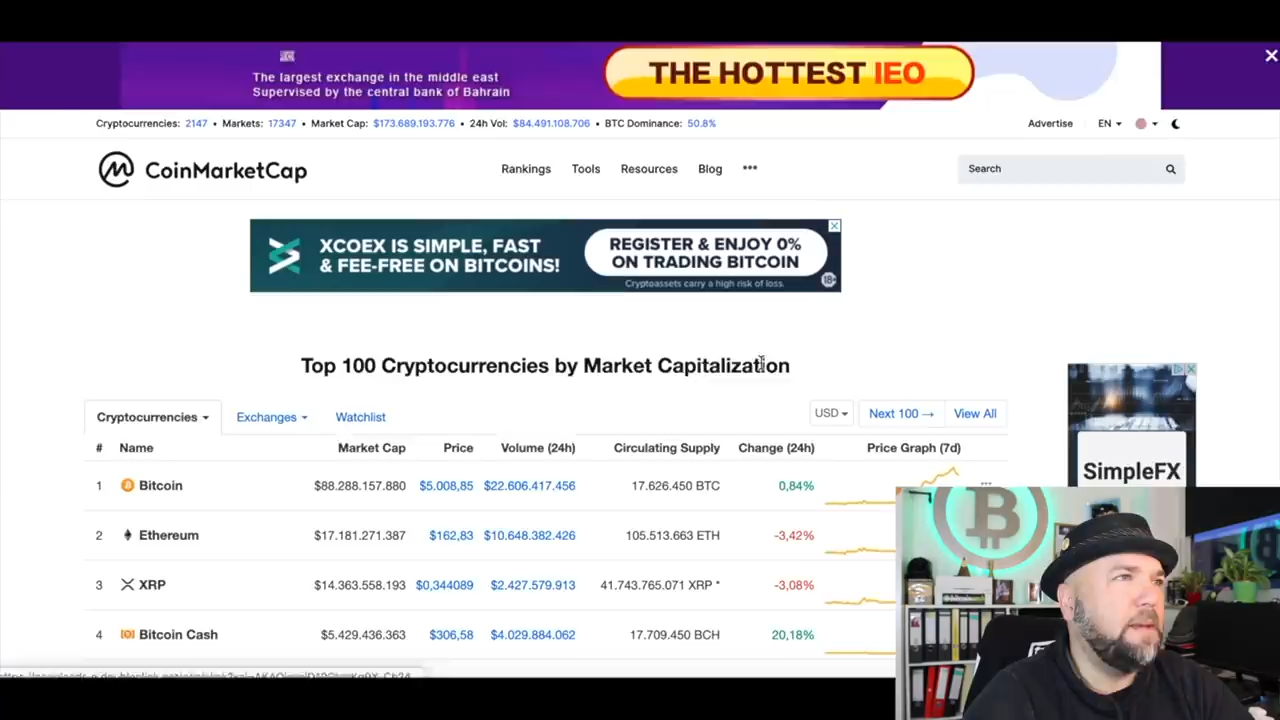 The largest exchange in the middle east
Supervised by the central bank of Bahrain
THE HOTTEST IEO
Cryptocurrencies: 2147 • Markets: 17347 • Market Cap: $173.689.193.776 • 24h Vol: $84.491.108.706 • BTC Dominance: 50.8%
Advertise EN
CoinMarketCap
Rankings Tools Resources Blog •••
Search
XCOEX IS SIMPLE, FAST
& FEE-FREE ON BITCOINS!
REGISTER & ENJOY 0%
ON TRADING BITCOIN
Cryptoassets carry a high risk of loss.
18+
Top 100 Cryptocurrencies by Market Capitalization
Cryptocurrencies Exchanges Watchlist
USD Next 100 → View All
# Name Market Cap Price Volume (24h) Circulating Supply Change (24h) Price Graph (7d)
SimpleFX
1 Bitcoin $88.288.157.880 $5.008,85 $22.606.417.456 17.626.450 BTC 0,84%
2 Ethereum $17.181.271.387 $162,83 $10.648.382.426 105.513.663 ETH -3,42%
3 XRP $14.363.558.193 $0,344089 $2.427.579.913 41.743.765.071 XRP * -3,08%
4 Bitcoin Cash $5.429.436.363 $306,58 $4.029.884.062 17.709.450 BCH 20,18%